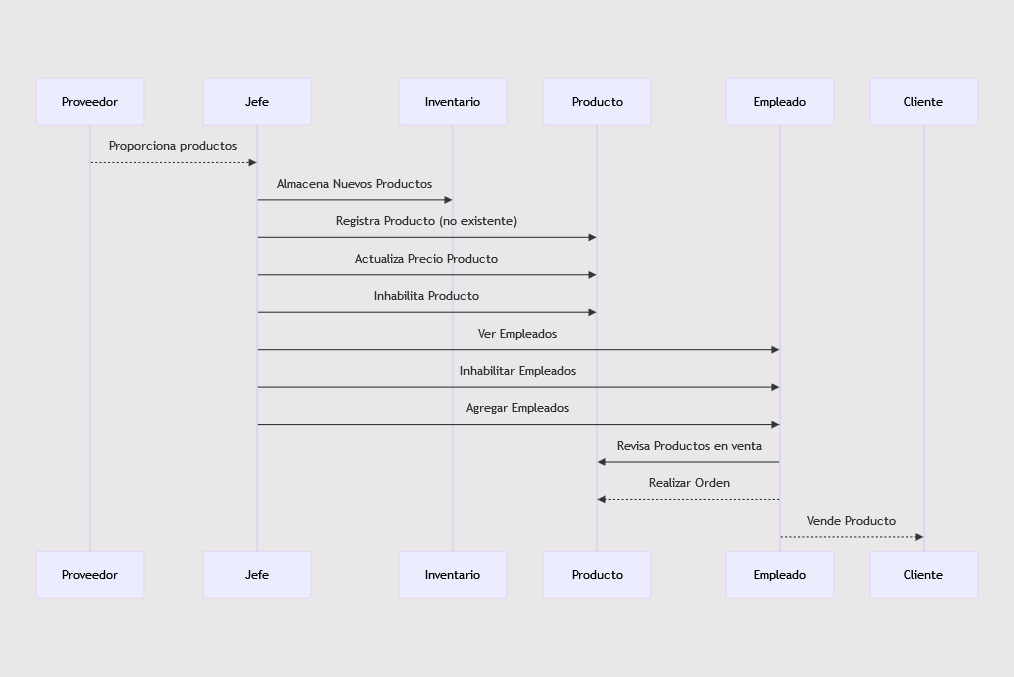 Proveedor
Jefe
Inventario
Producto
Empleado
Cliente
Proporciona productos
Almacena Nuevos Productos
Registra Producto (no existente)
Actualiza Precio Producto
Inhabilita Producto
Ver Empleados
Inhabilitar Empleados
Agregar Empleados
Revisa Productos en venta
Realizar Orden
Vende Producto
Proveedor
Jefe
Inventario
Producto
Empleado
Cliente